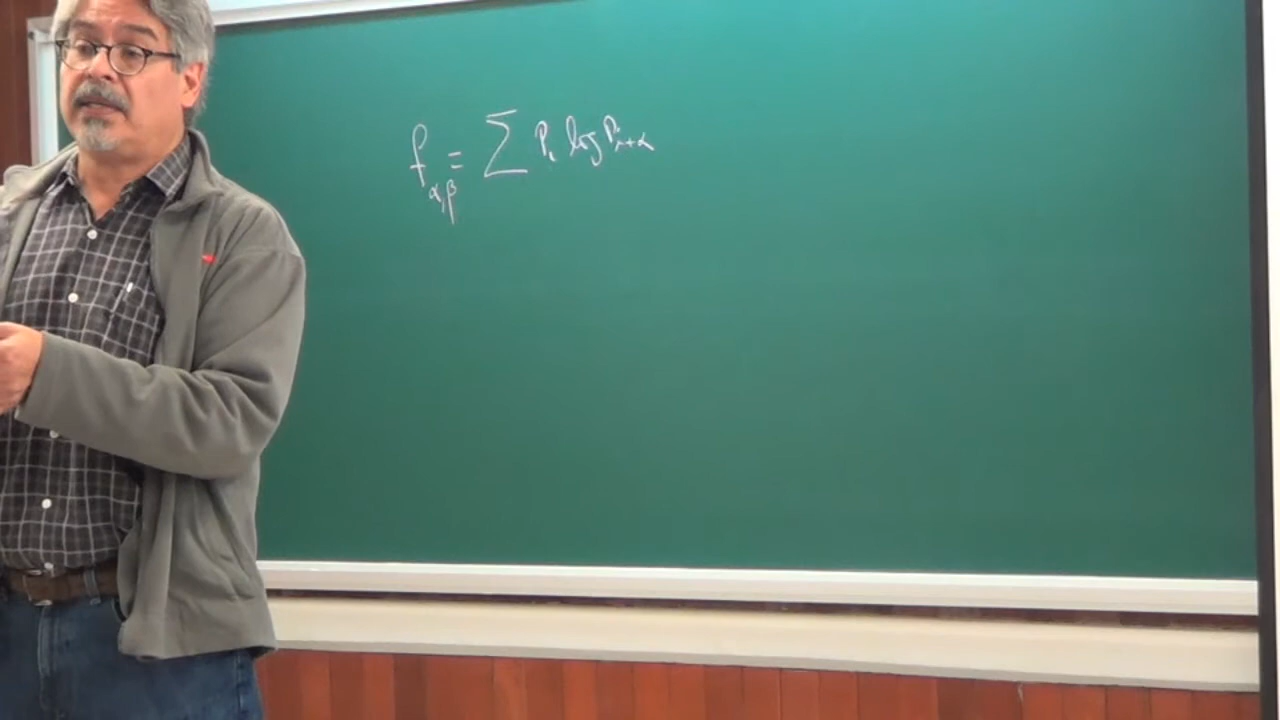 f_{α,β} = ∑ P_i log P_{i+α}